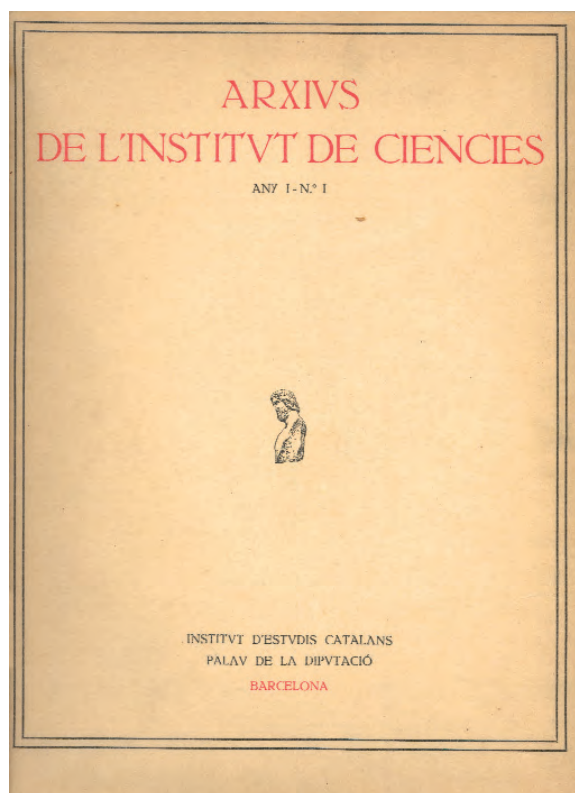 ARXIVS
DE L'INSTITVT DE CIENCIES
ANY I - N.º I
INSTITVT D'ESTVDIS CATALANS
PALAV DE LA DIPVTACIÓ
BARCELONA